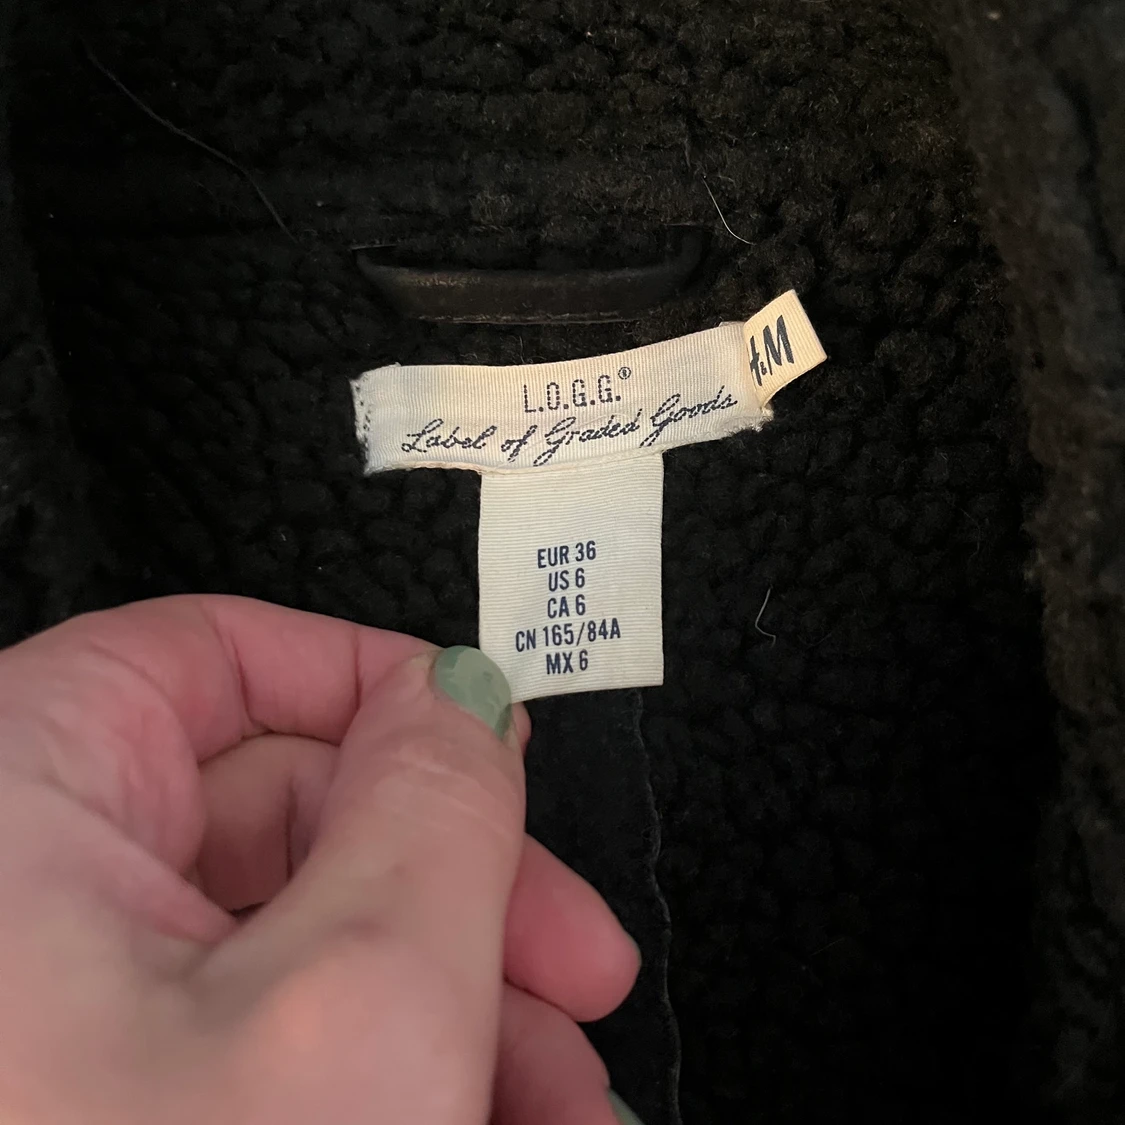 L.O.G.G.®
Label of Graded Goods
H&M
EUR 36
US 6
CA 6
CN 165/84A
MX 6